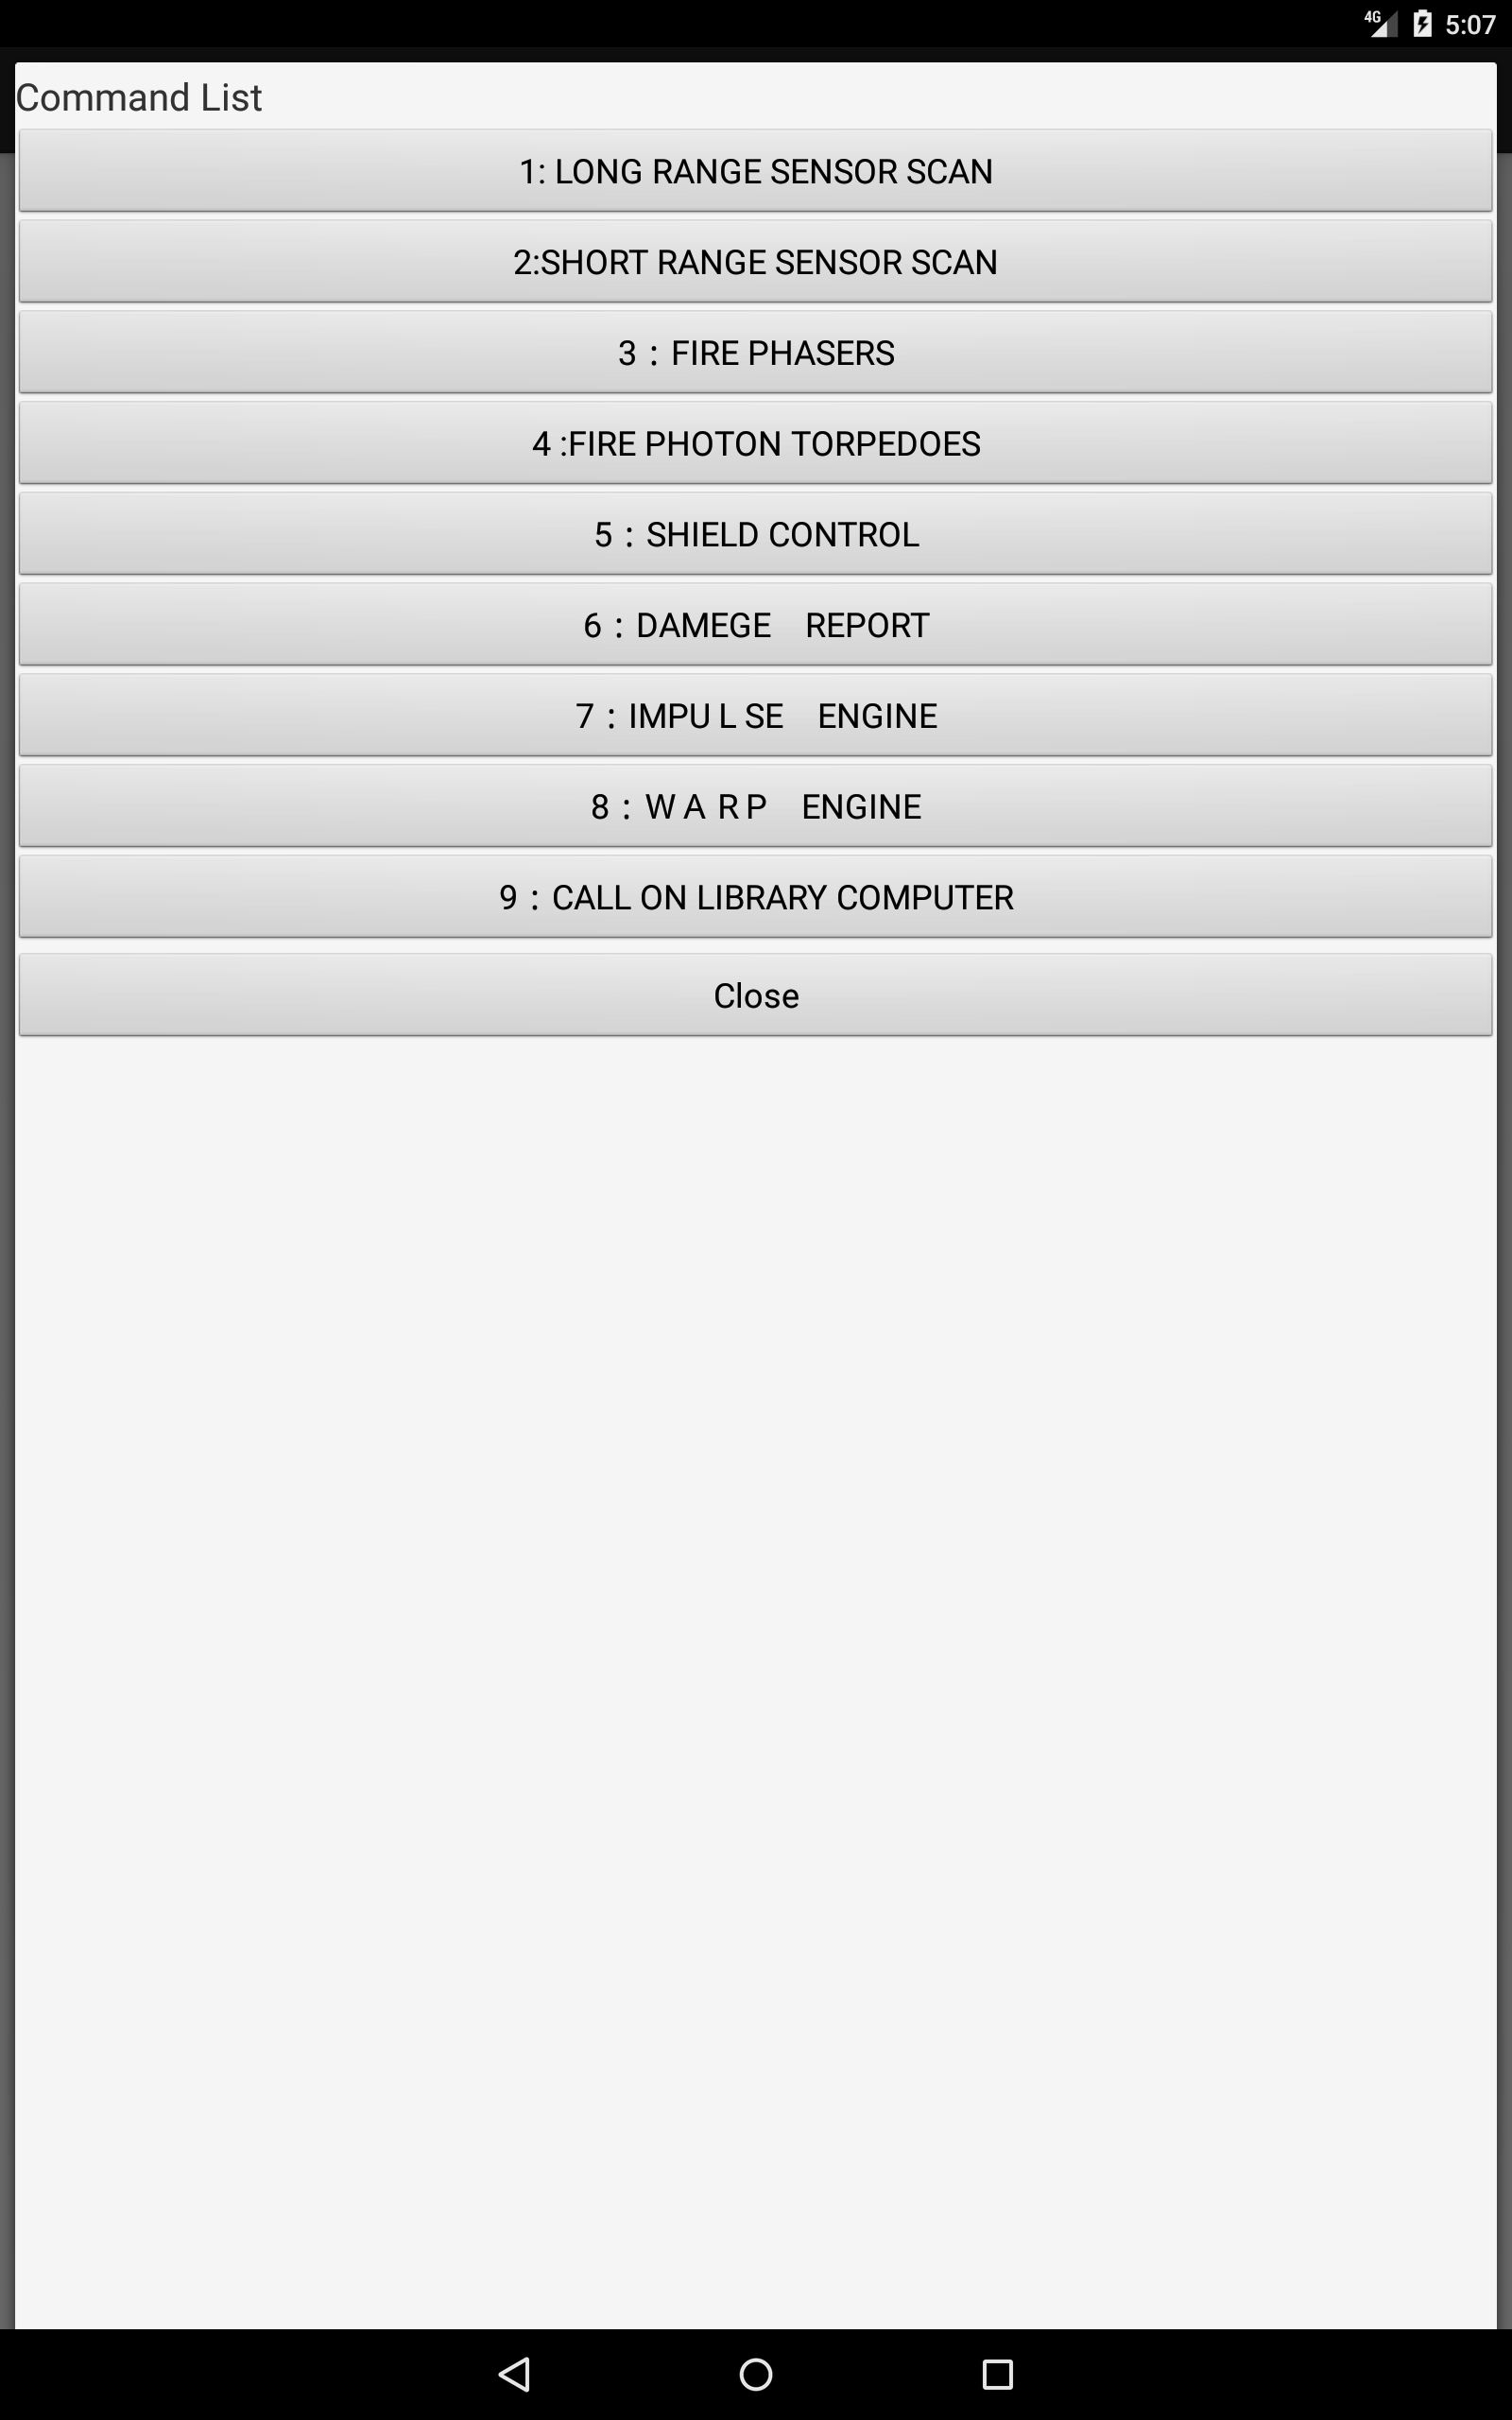 4G 5:07
Command List
1: LONG RANGE SENSOR SCAN
2:SHORT RANGE SENSOR SCAN
3 : FIRE PHASERS
4 :FIRE PHOTON TORPEDOES
5 : SHIELD CONTROL
6 : DAMEGE　REPORT
7 : IMPU L SE　ENGINE
8 : W A R P　ENGINE
9 : CALL ON LIBRARY COMPUTER
Close